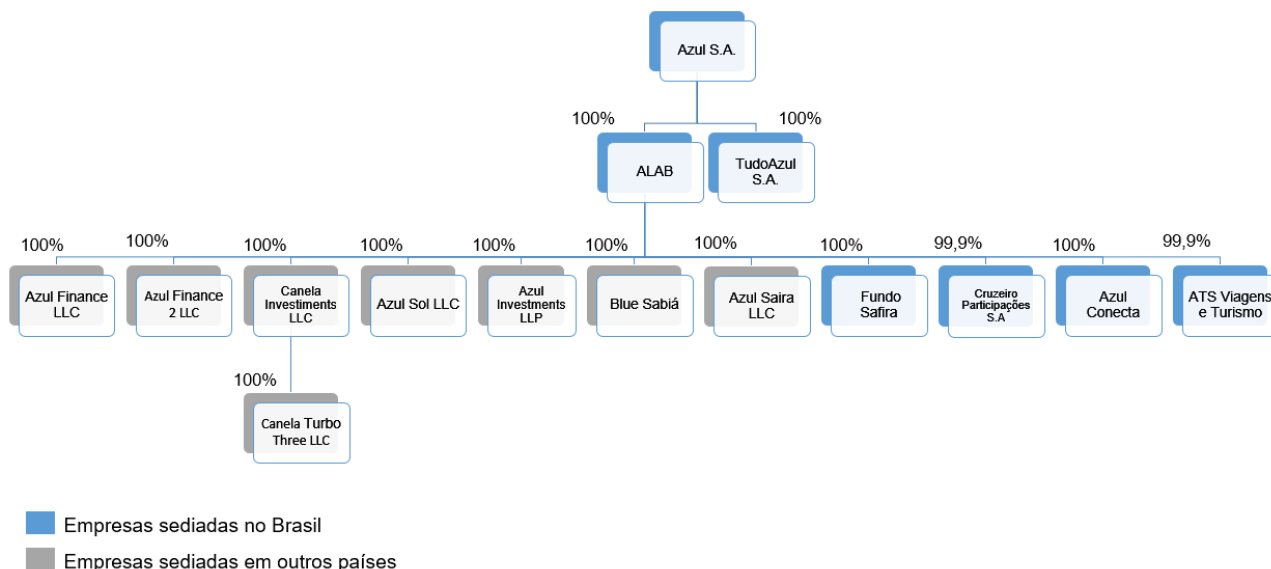 Azul S.A.
100%
100%
ALAB
TudoAzul
S.A.
100%
100%
100%
100%
100%
100%
100%
100%
99,9%
100%
99,9%
Azul Finance
LLC
Azul Finance
2 LLC
Canela
Investiments
LLC
Azul Sol LLC
Azul
Investments
LLP
Blue Sabiá
Azul Saira
LLC
Fundo
Safira
Cruzeiro
Participações
S.A
Azul
Conecta
ATS Viagens
e Turismo
100%
Canela Turbo
Three LLC
Empresas sediadas no Brasil
Empresas sediadas em outros países